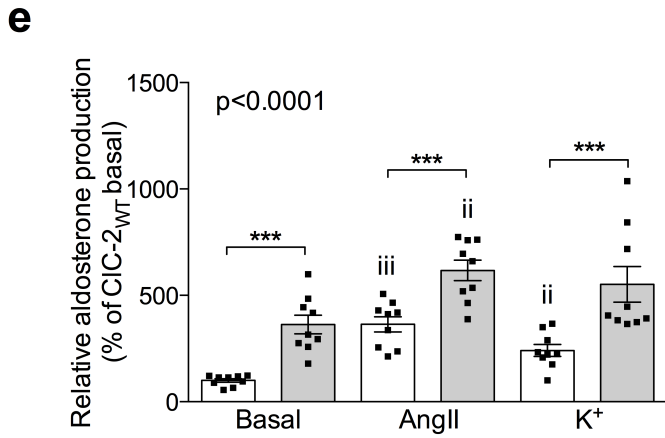 e
Relative aldosterone production
(% of ClC-2WT basal)
1500
1000
500
0
p<0.0001
***
***
***
iii
ii
ii
Basal
AngII
K+